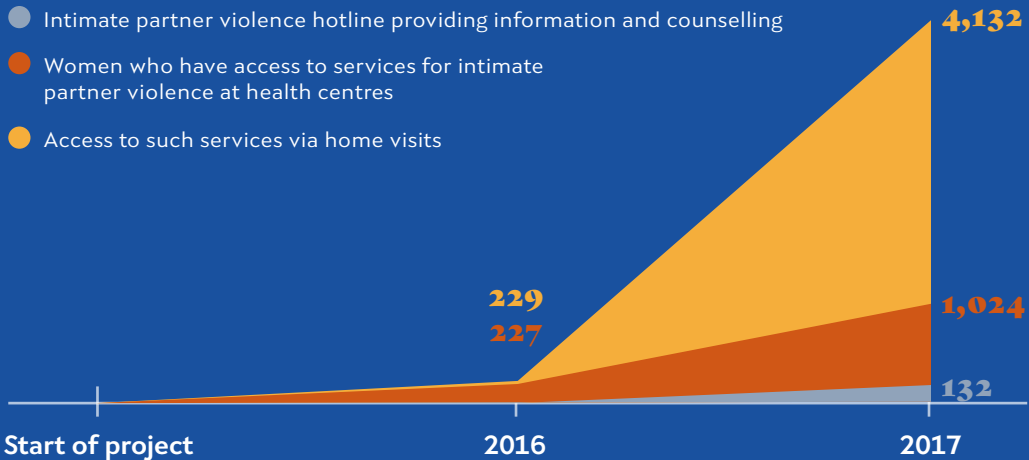 Intimate partner violence hotline providing information and counselling
Women who have access to services for intimate
partner violence at health centres
Access to such services via home visits
4,132
229
227
1,024
132
Start of project
2016
2017